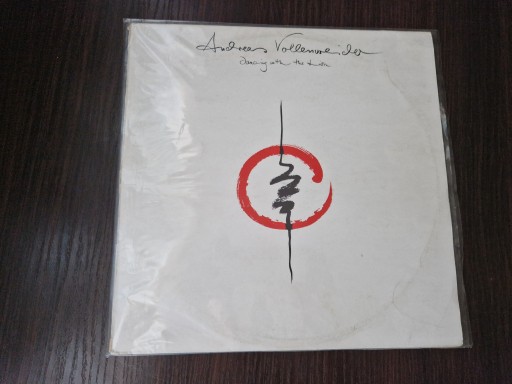 Andreas Vollenweider
Dancing with the Lion